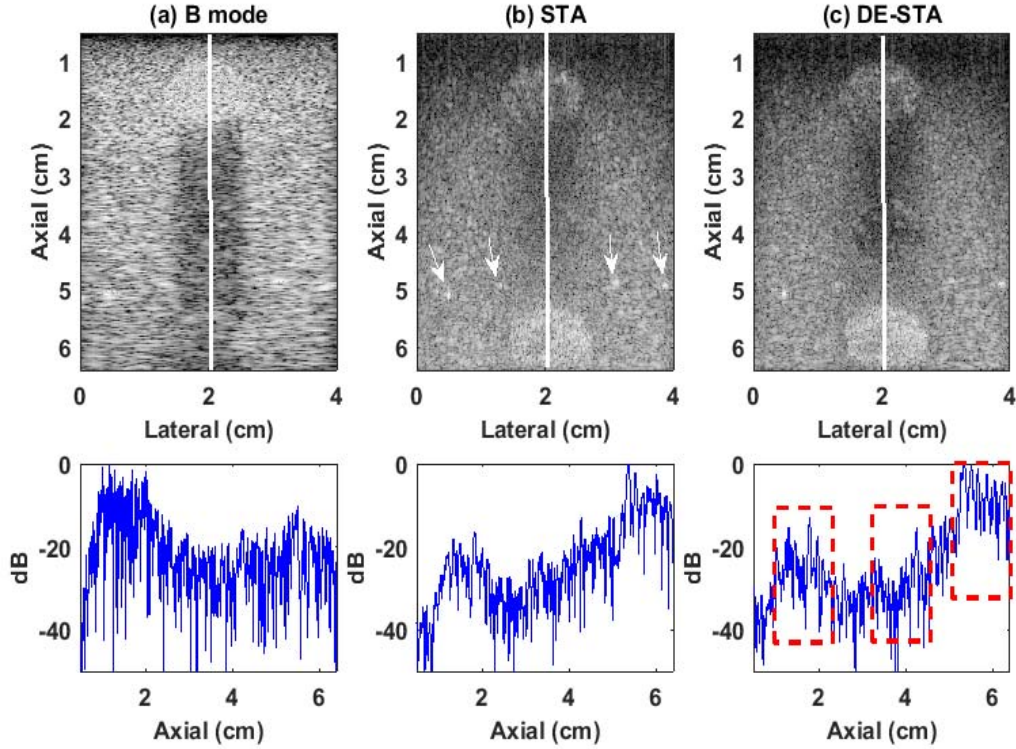 (a) B mode (b) STA (c) DE-STA
1 1 1
2 2 2
3 3 3
4 4 4
5 5 5
6 6 6
Axial (cm) Axial (cm) Axial (cm)
0 2 4 0 2 4 0 2 4
Lateral (cm) Lateral (cm) Lateral (cm)
0 0 0
-20 -20 -20
-40 -40 -40
dB dB dB
2 4 6 2 4 6 2 4 6
Axial (cm) Axial (cm) Axial (cm)